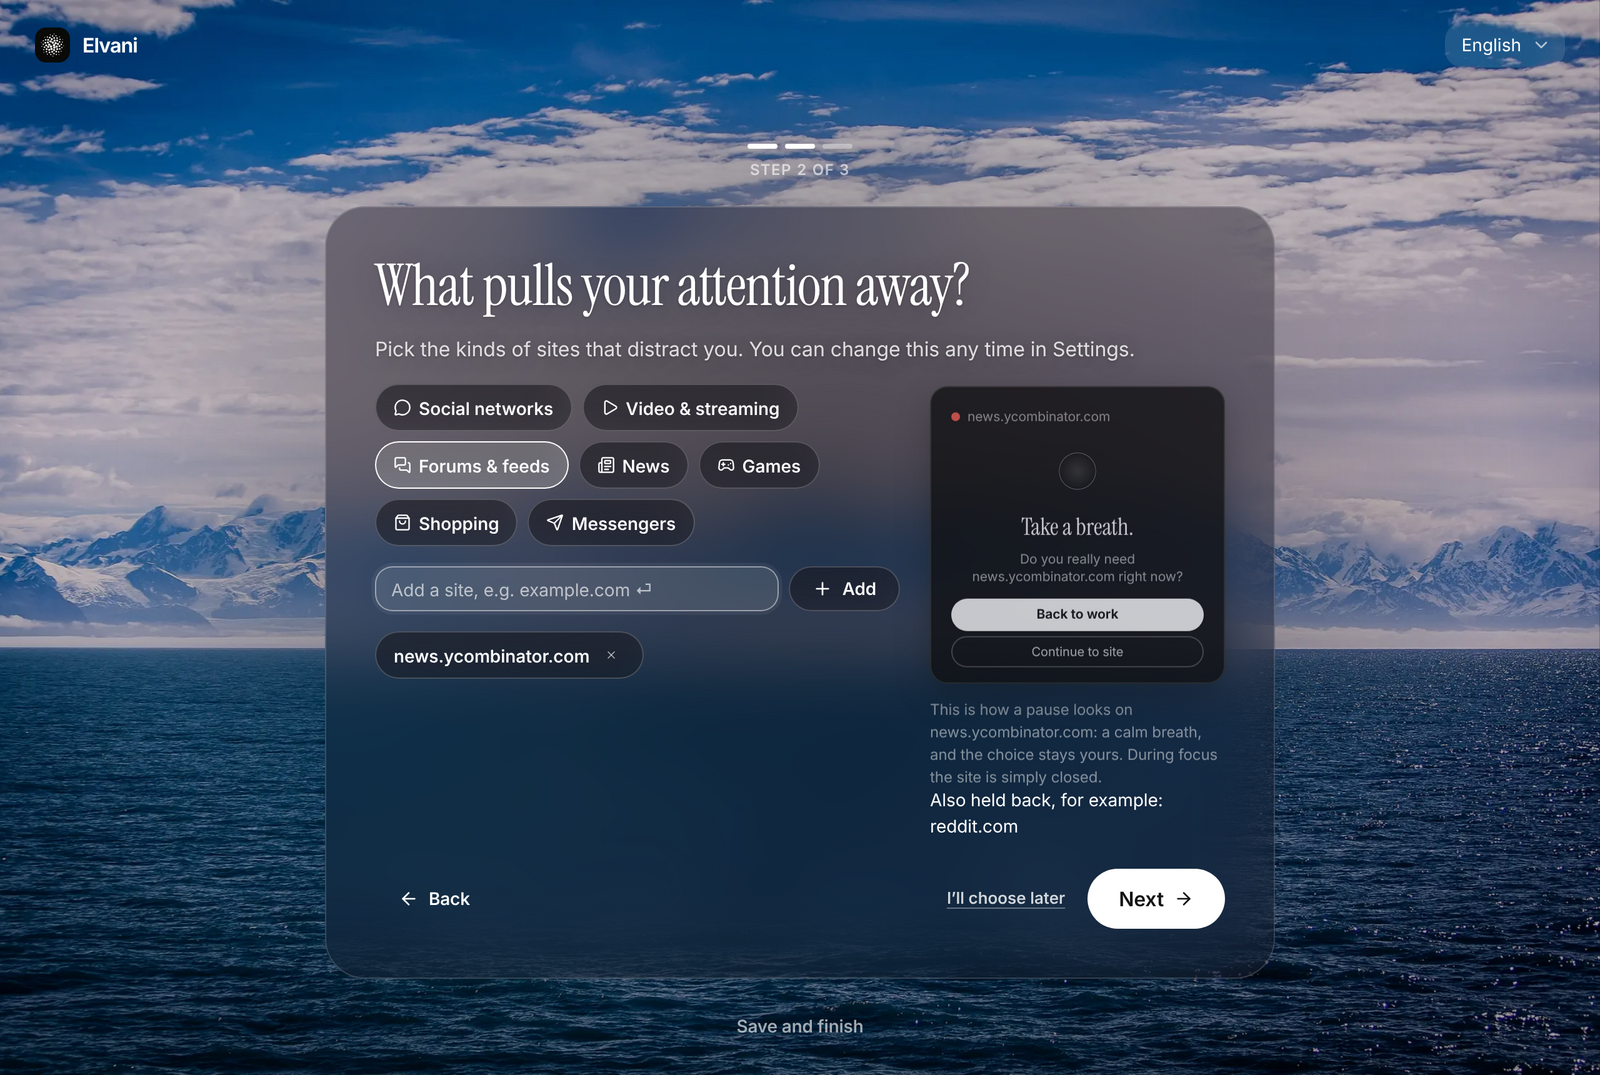 Elvani
English
STEP 2 OF 3
What pulls your attention away?
Pick the kinds of sites that distract you. You can change this any time in Settings.
Social networks
Video & streaming
Forums & feeds
News
Games
Shopping
Messengers
Add a site, e.g. example.com ↵
+ Add
news.ycombinator.com ×
news.ycombinator.com
Take a breath.
Do you really need
news.ycombinator.com right now?
Back to work
Continue to site
This is how a pause looks on
news.ycombinator.com: a calm breath,
and the choice stays yours. During focus
the site is simply closed.
Also held back, for example:
reddit.com
← Back
I'll choose later
Next →
Save and finish